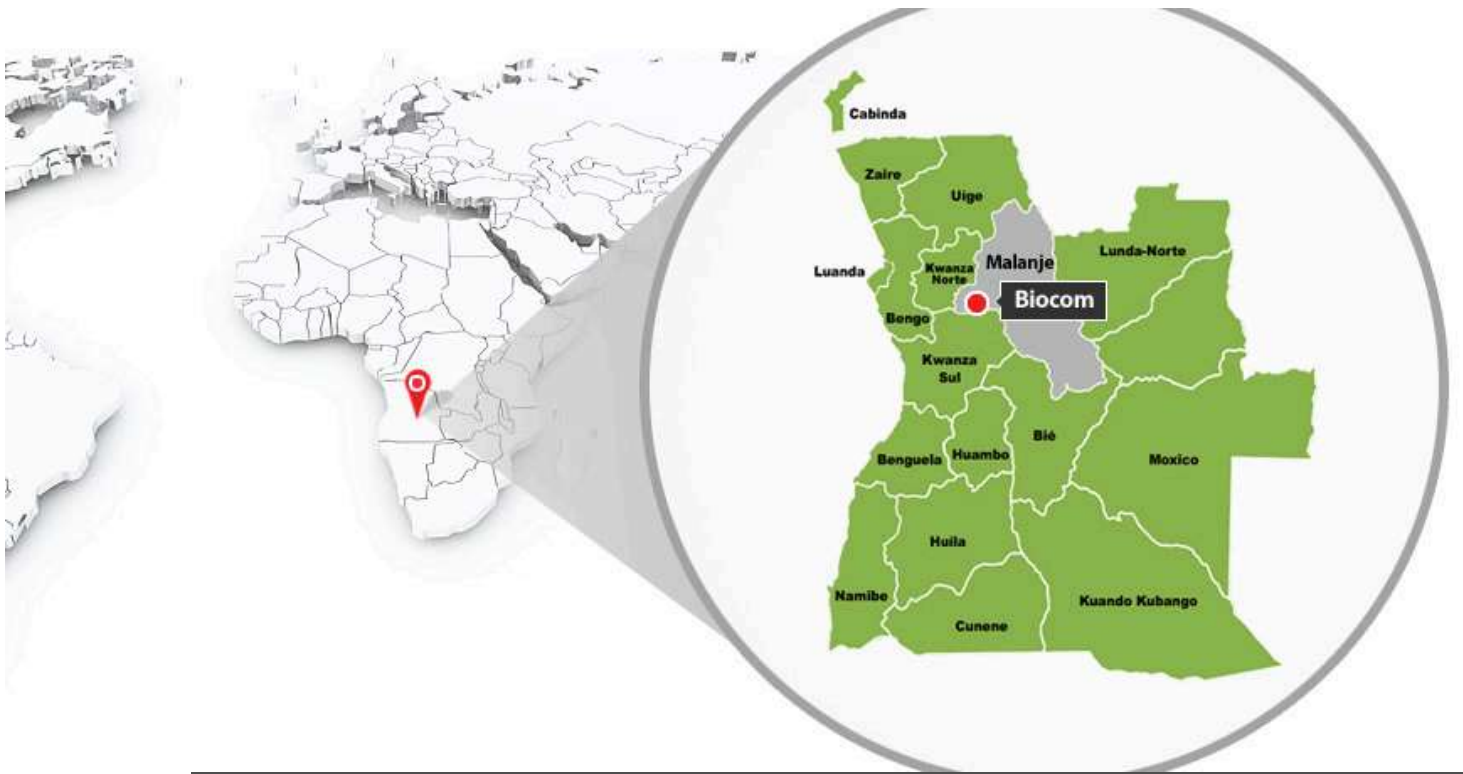 Cabinda
Zaire
Uige
Lunda-Norte
Luanda
Kwanza
Norte
Malanje
Biocom
Bengo
Kwanza
Sul
Bié
Benguela
Huambo
Moxico
Huila
Namibe
Kuando Kubango
Cunene